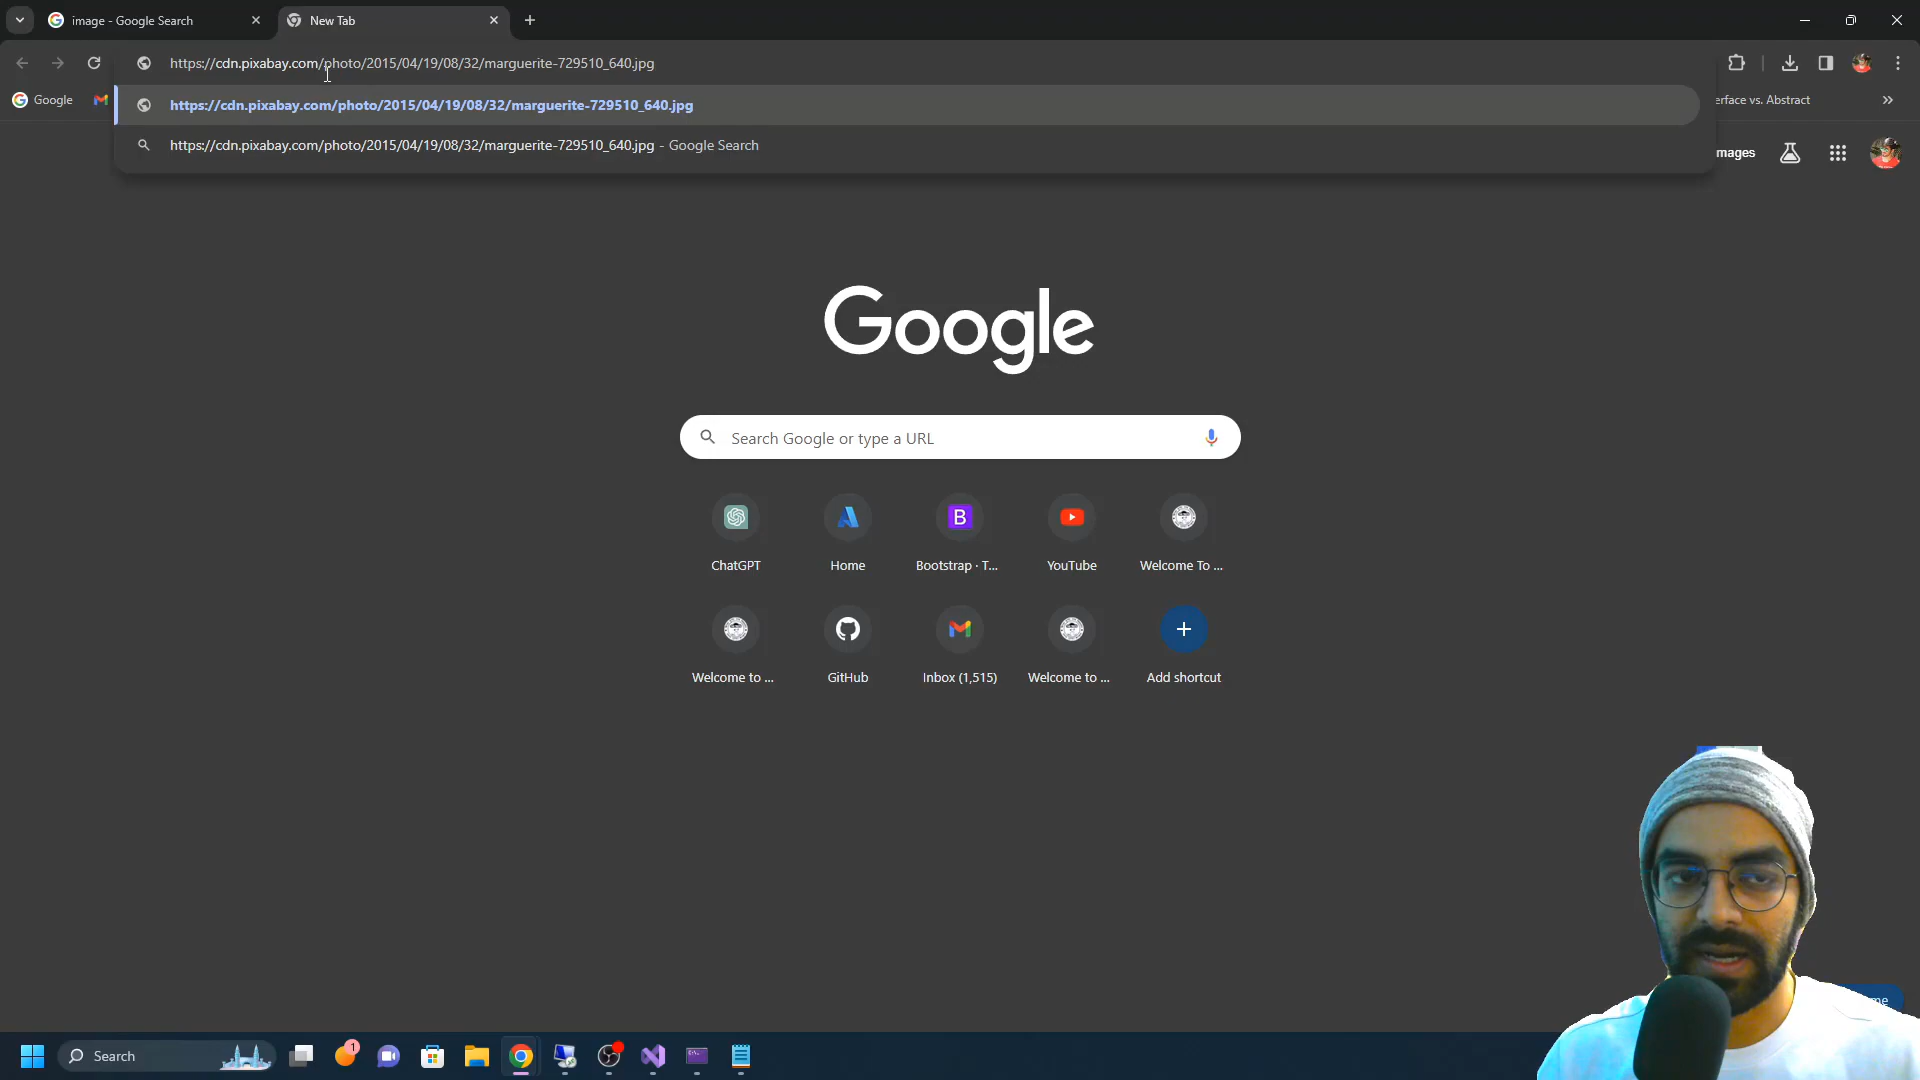 image - Google Search
New Tab
https://cdn.pixabay.com/photo/2015/04/19/08/32/marguerite-729510_640.jpg
Google
https://cdn.pixabay.com/photo/2015/04/19/08/32/marguerite-729510_640.jpg
erface vs. Abstract
https://cdn.pixabay.com/photo/2015/04/19/08/32/marguerite-729510_640.jpg - Google Search
mages
Google
Search Google or type a URL
B
ChatGPT
Home
Bootstrap · T...
YouTube
Welcome To ...
Welcome to ...
GitHub
Inbox (1,515)
Welcome to ...
Add shortcut
me
Search
1